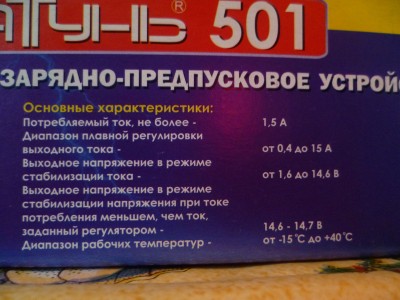 АТУНЬ® 501
ЗАРЯДНО-ПРЕДПУСКОВОЕ УСТРОЙС
Основные характеристики:
Потребляемый ток, не более - 1,5 А
Диапазон плавной регулировки
выходного тока - от 0,4 до 15 А
Выходное напряжение в режиме
стабилизации тока - от 1,6 до 14,6 В
Выходное напряжение в режиме
стабилизации напряжения при токе
потребления меньшем, чем ток,
заданный регулятором - 14,6 - 14,7 В
Диапазон рабочих температур - от -15˚С до +40˚С